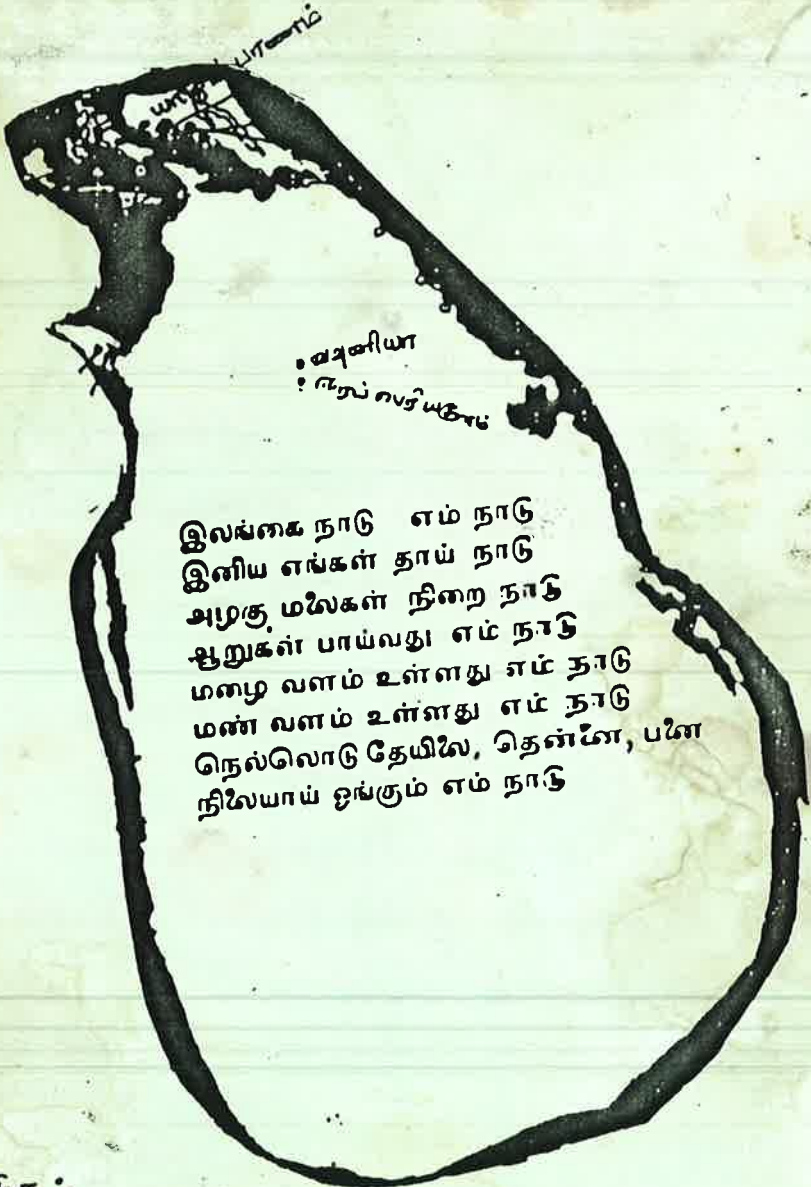 யாழ்ப்பாணம்
வவுனியா
இலங்கை நாடு எம் நாடு
இனிய எங்கள் தாய் நாடு
அழகு மலைகள் நிறை நாடு
ஆறுகள் பாய்வது எம் நாடு
மழை வளம் உள்ளது எம் நாடு
மண் வளம் உள்ளது எம் நாடு
நெல்லொடு தேயிலை, தென்னை, பனை
நிலையாய் ஓங்கும் எம் நாடு